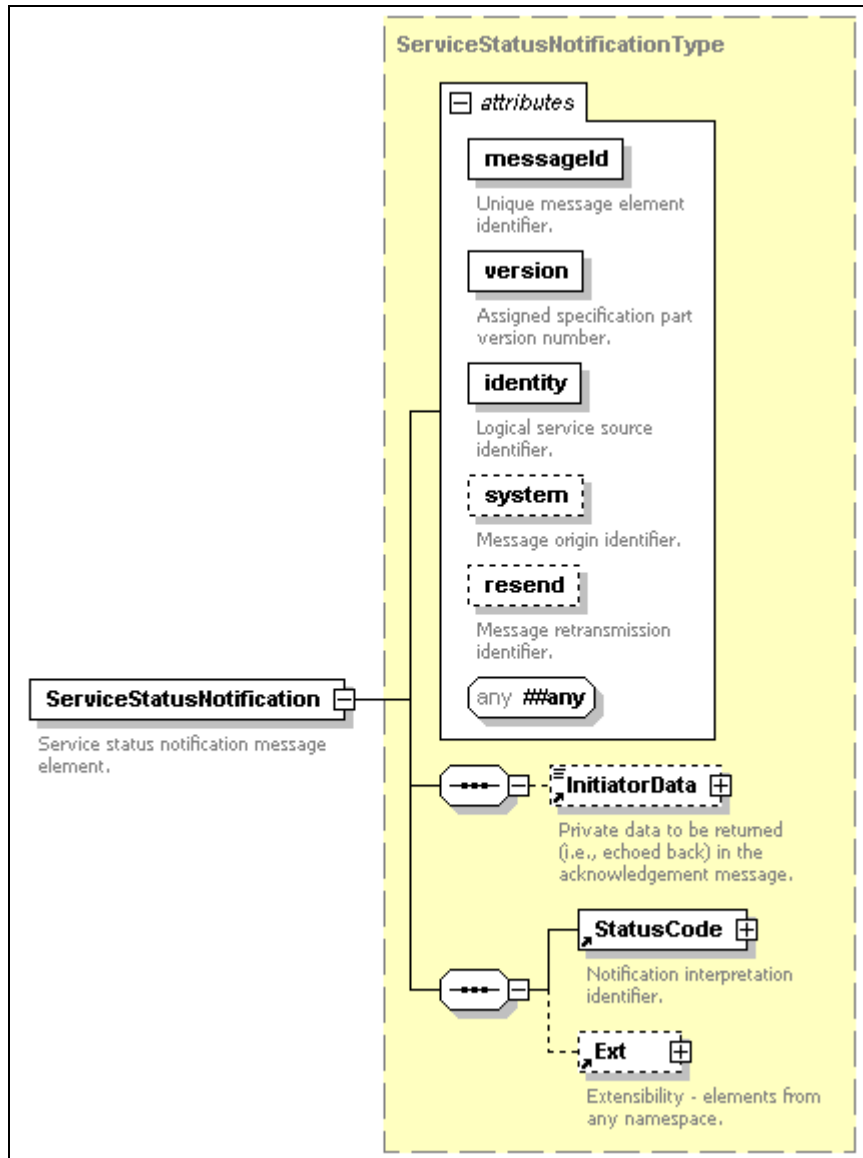 ServiceStatusNotificationType
attributes
messageId
Unique message element
identifier.
version
Assigned specification part
version number.
identity
Logical service source
identifier.
system
Message origin identifier.
resend
Message retransmission
identifier.
any ##any
ServiceStatusNotification
Service status notification message
element.
InitiatorData
Private data to be returned
(i.e., echoed back) in the
acknowledgement message.
StatusCode
Notification interpretation
identifier.
Ext
Extensibility - elements from
any namespace.